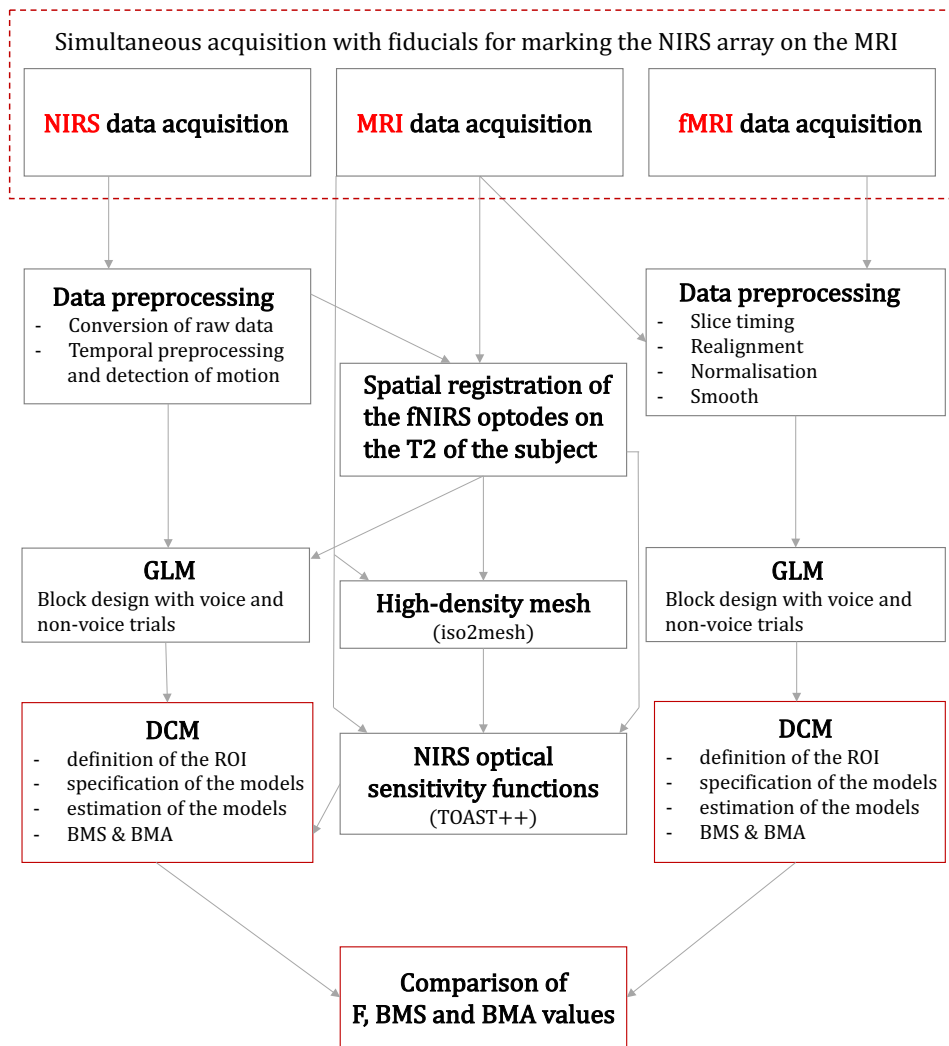 Simultaneous acquisition with fiducials for marking the NIRS array on the MRI
NIRS data acquisition
MRI data acquisition
fMRI data acquisition
Data preprocessing
- Conversion of raw data
- Temporal preprocessing
and detection of motion
Spatial registration of
the fNIRS optodes on
the T2 of the subject
Data preprocessing
- Slice timing
- Realignment
- Normalisation
- Smooth
GLM
Block design with voice and
non-voice trials
High-density mesh
(iso2mesh)
GLM
Block design with voice and
non-voice trials
DCM
- definition of the ROI
- specification of the models
- estimation of the models
- BMS & BMA
NIRS optical
sensitivity functions
(TOAST++)
DCM
- definition of the ROI
- specification of the models
- estimation of the models
- BMS & BMA
Comparison of
F, BMS and BMA values